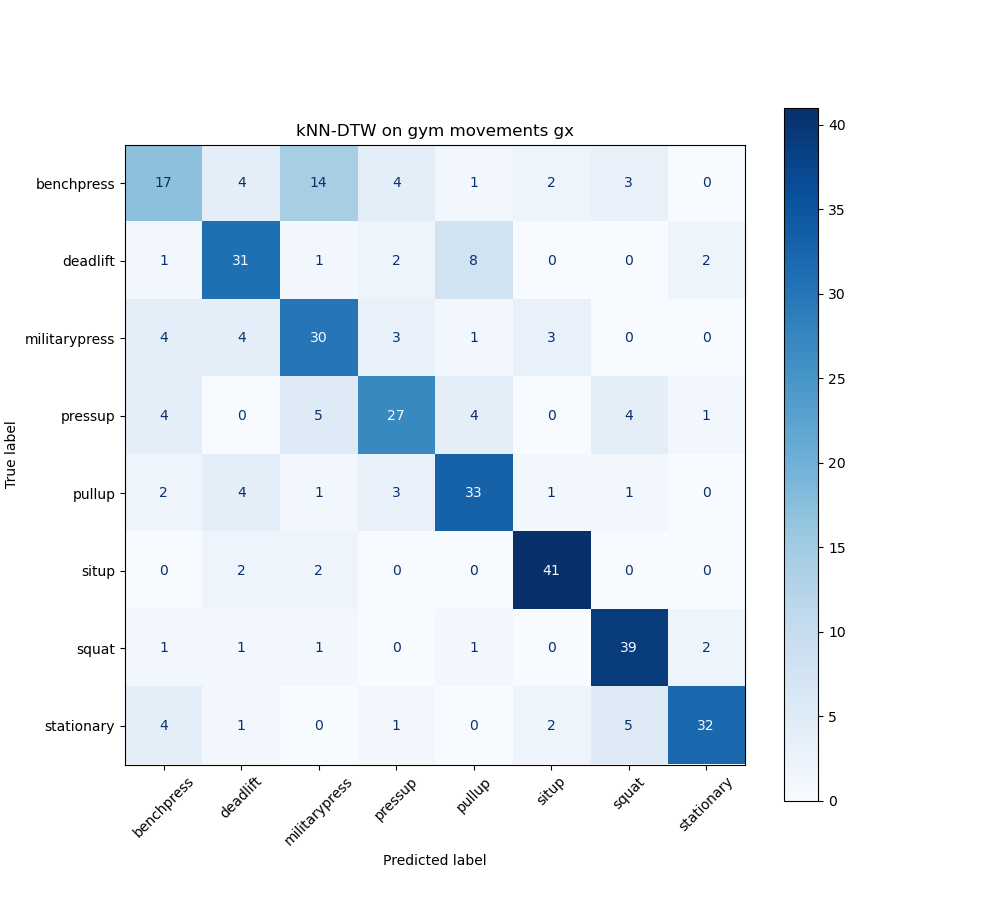 kNN-DTW on gym movements gx
True label
benchpress 17 4 14 4 1 2 3 0
deadlift 1 31 1 2 8 0 0 2
militarypress 4 4 30 3 1 3 0 0
pressup 4 0 5 27 4 0 4 1
pullup 2 4 1 3 33 1 1 0
situp 0 2 2 0 0 41 0 0
squat 1 1 1 0 1 0 39 2
stationary 4 1 0 1 0 2 5 32
benchpress deadlift militarypress pressup pullup situp squat stationary
Predicted label
40
35
30
25
20
15
10
5
0